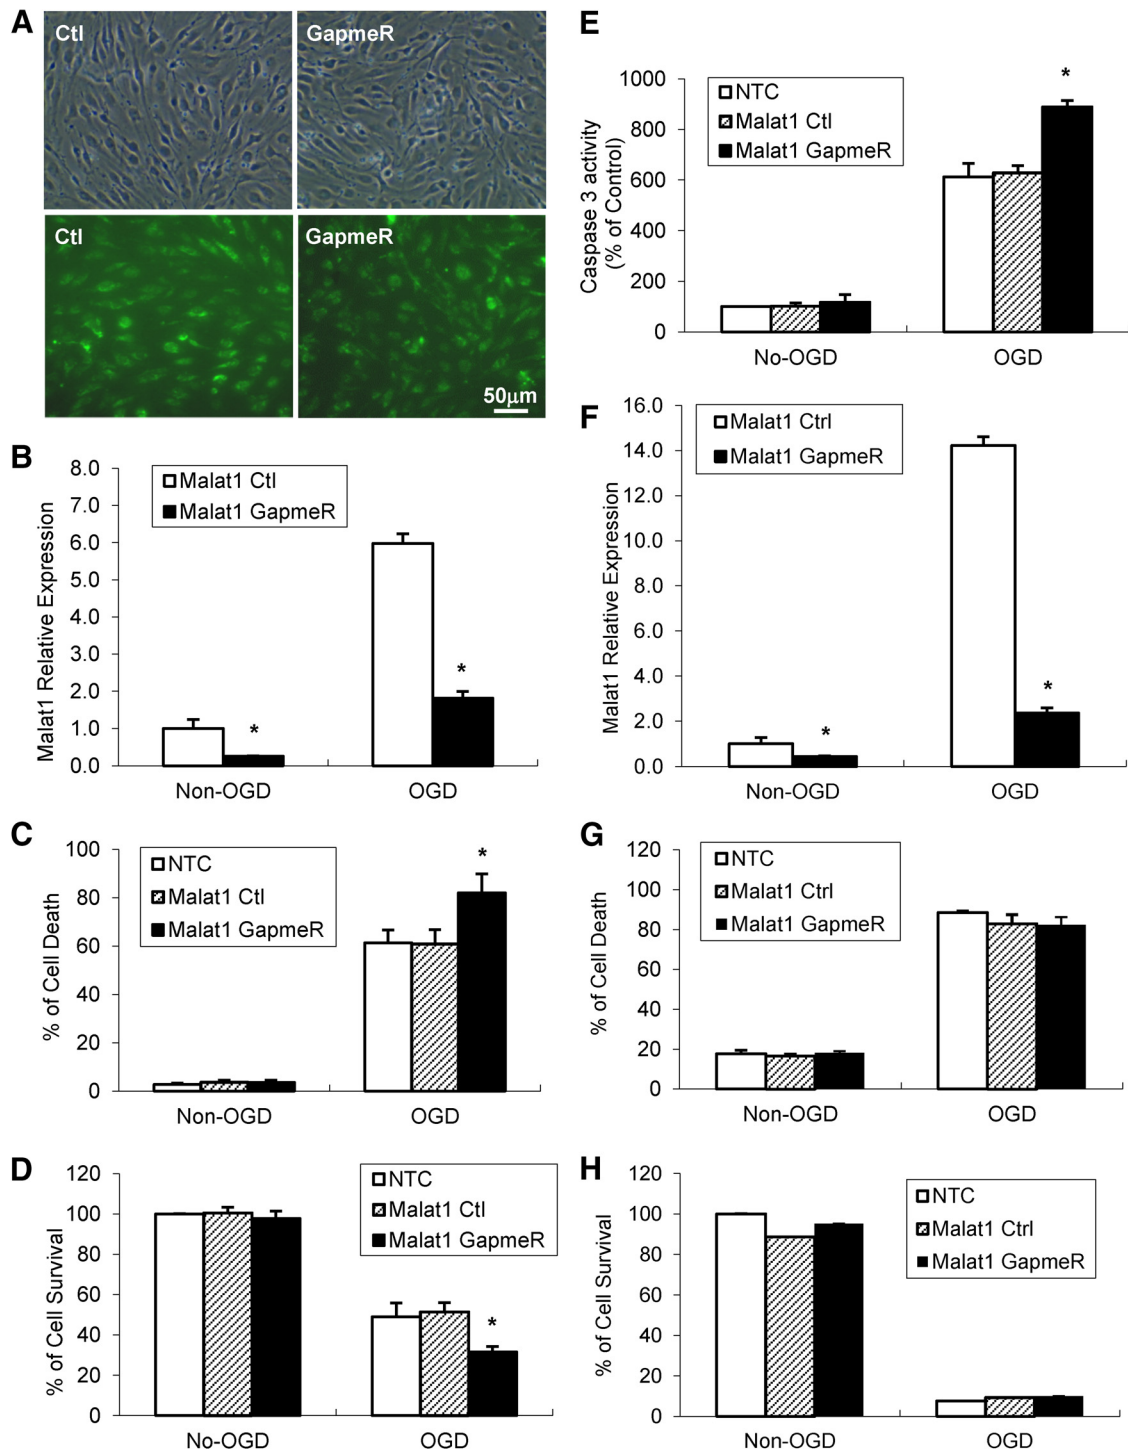 A
Ctl
GapmeR
Ctl
GapmeR
50μm
B
Malat1 Relative Expression
8.0
7.0
6.0
5.0
4.0
3.0
2.0
1.0
0.0
Malat1 Ctl
Malat1 GapmeR
*
*
Non-OGD
OGD
C
% of Cell Death
100
80
60
40
20
0
NTC
Malat1 Ctl
Malat1 GapmeR
*
Non-OGD
OGD
D
% of Cell Survival
120
100
80
60
40
20
0
NTC
Malat1 Ctl
Malat1 GapmeR
*
No-OGD
OGD
E
Caspase 3 activity
(% of Control)
1000
800
600
400
200
0
NTC
Malat1 Ctl
Malat1 GapmeR
*
No-OGD
OGD
F
Malat1 Relative Expression
16.0
14.0
12.0
10.0
8.0
6.0
4.0
2.0
0.0
Malat1 Ctrl
Malat1 GapmeR
*
*
Non-OGD
OGD
G
% of Cell Death
120
100
80
60
40
20
0
NTC
Malat1 Ctrl
Malat1 GapmeR
Non-OGD
OGD
H
% of Cell Survival
120
100
80
60
40
20
0
NTC
Malat1 Ctrl
Malat1 GapmeR
Non-OGD
OGD